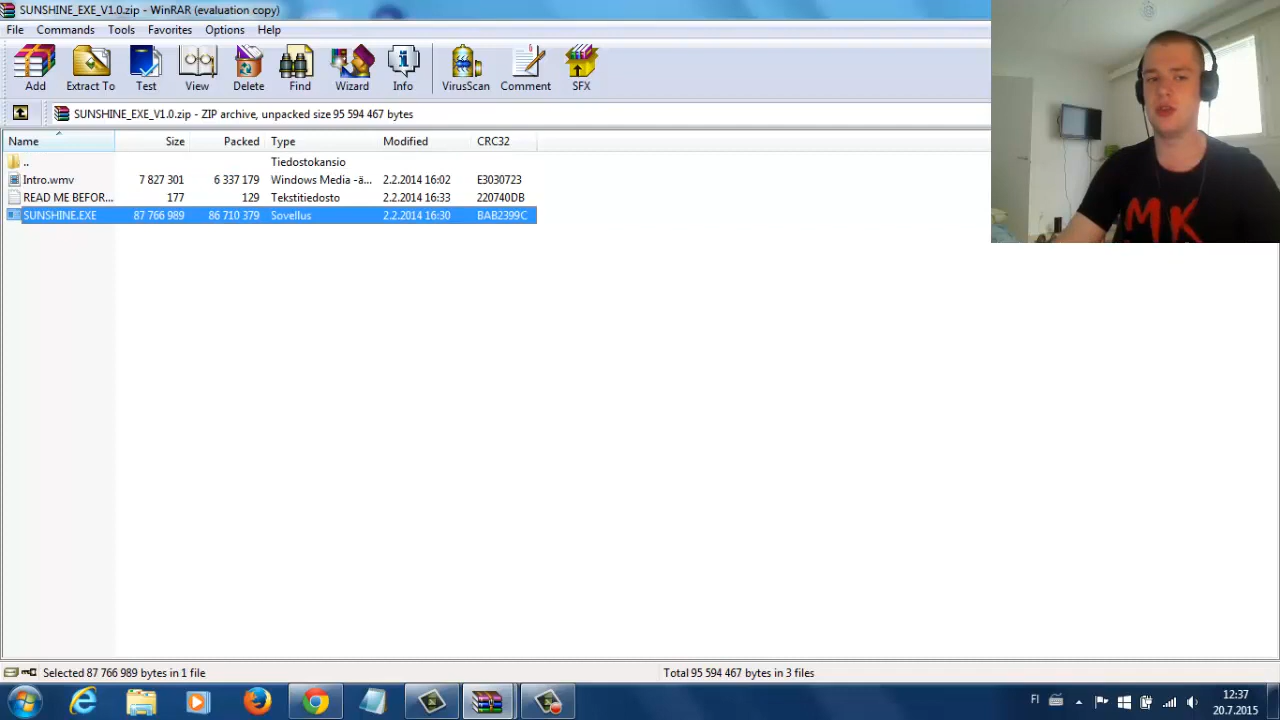 SUNSHINE_EXE_V1.0.zip - WinRAR (evaluation copy)
File Commands Tools Favorites Options Help
Add Extract To Test View Delete Find Wizard Info VirusScan Comment SFX
SUNSHINE_EXE_V1.0.zip - ZIP archive, unpacked size 95 594 467 bytes
Name Size Packed Type Modified CRC32
.. Tiedostokansio
Intro.wmv 7 827 301 6 337 179 Windows Media -ä... 2.2.2014 16:02 E3030723
READ ME BEFOR... 177 129 Tekstitiedosto 2.2.2014 16:33 220740DB
SUNSHINE.EXE 87 766 989 86 710 379 Sovellus 2.2.2014 16:30 BAB2399C
MK
Selected 87 766 989 bytes in 1 file Total 95 594 467 bytes in 3 files
FI 12:37
20.7.2015